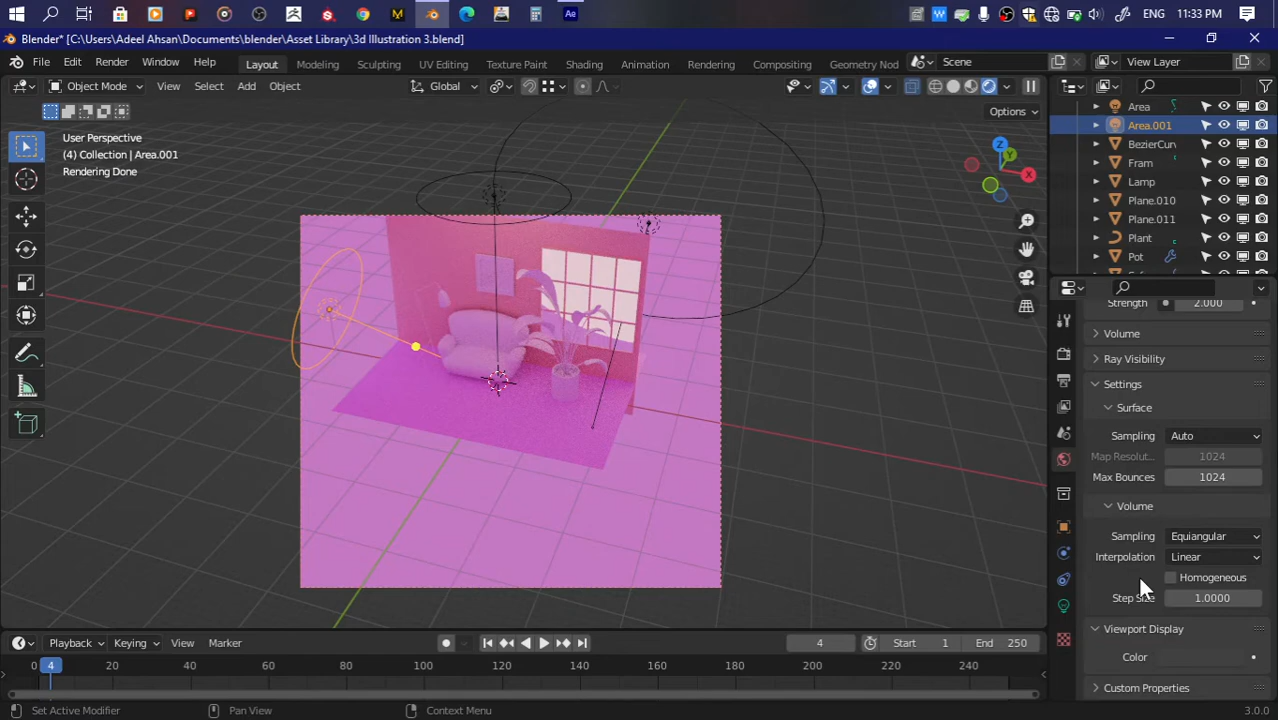 ENG 11:33 PM
Blender* [C:\Users\Adeel Ahsan\Documents\blender\Asset Library\3d Illustration 3.blend]
File Edit Render Window Help Layout Modeling Sculpting UV Editing Texture Paint Shading Animation Rendering Compositing Geometry Nod Scene View Layer
Object Mode View Select Add Object Global
Options
User Perspective
(4) Collection | Area.001
Rendering Done
Z
Y
X
Area
Area.001
BezierCurv
Fram
Lamp
Plane.010
Plane.011
Plant
Pot
Strength 2.000
Volume
Ray Visibility
Settings
Surface
Sampling Auto
Map Resolut... 1024
Max Bounces 1024
Volume
Sampling Equiangular
Interpolation Linear
Homogeneous
Step Size 1.0000
Viewport Display
Color
Custom Properties
Playback Keying View Marker 4 Start 1 End 250
0 4 20 40 60 80 100 120 140 160 180 200 220 240
Set Active Modifier Pan View Context Menu 3.0.0